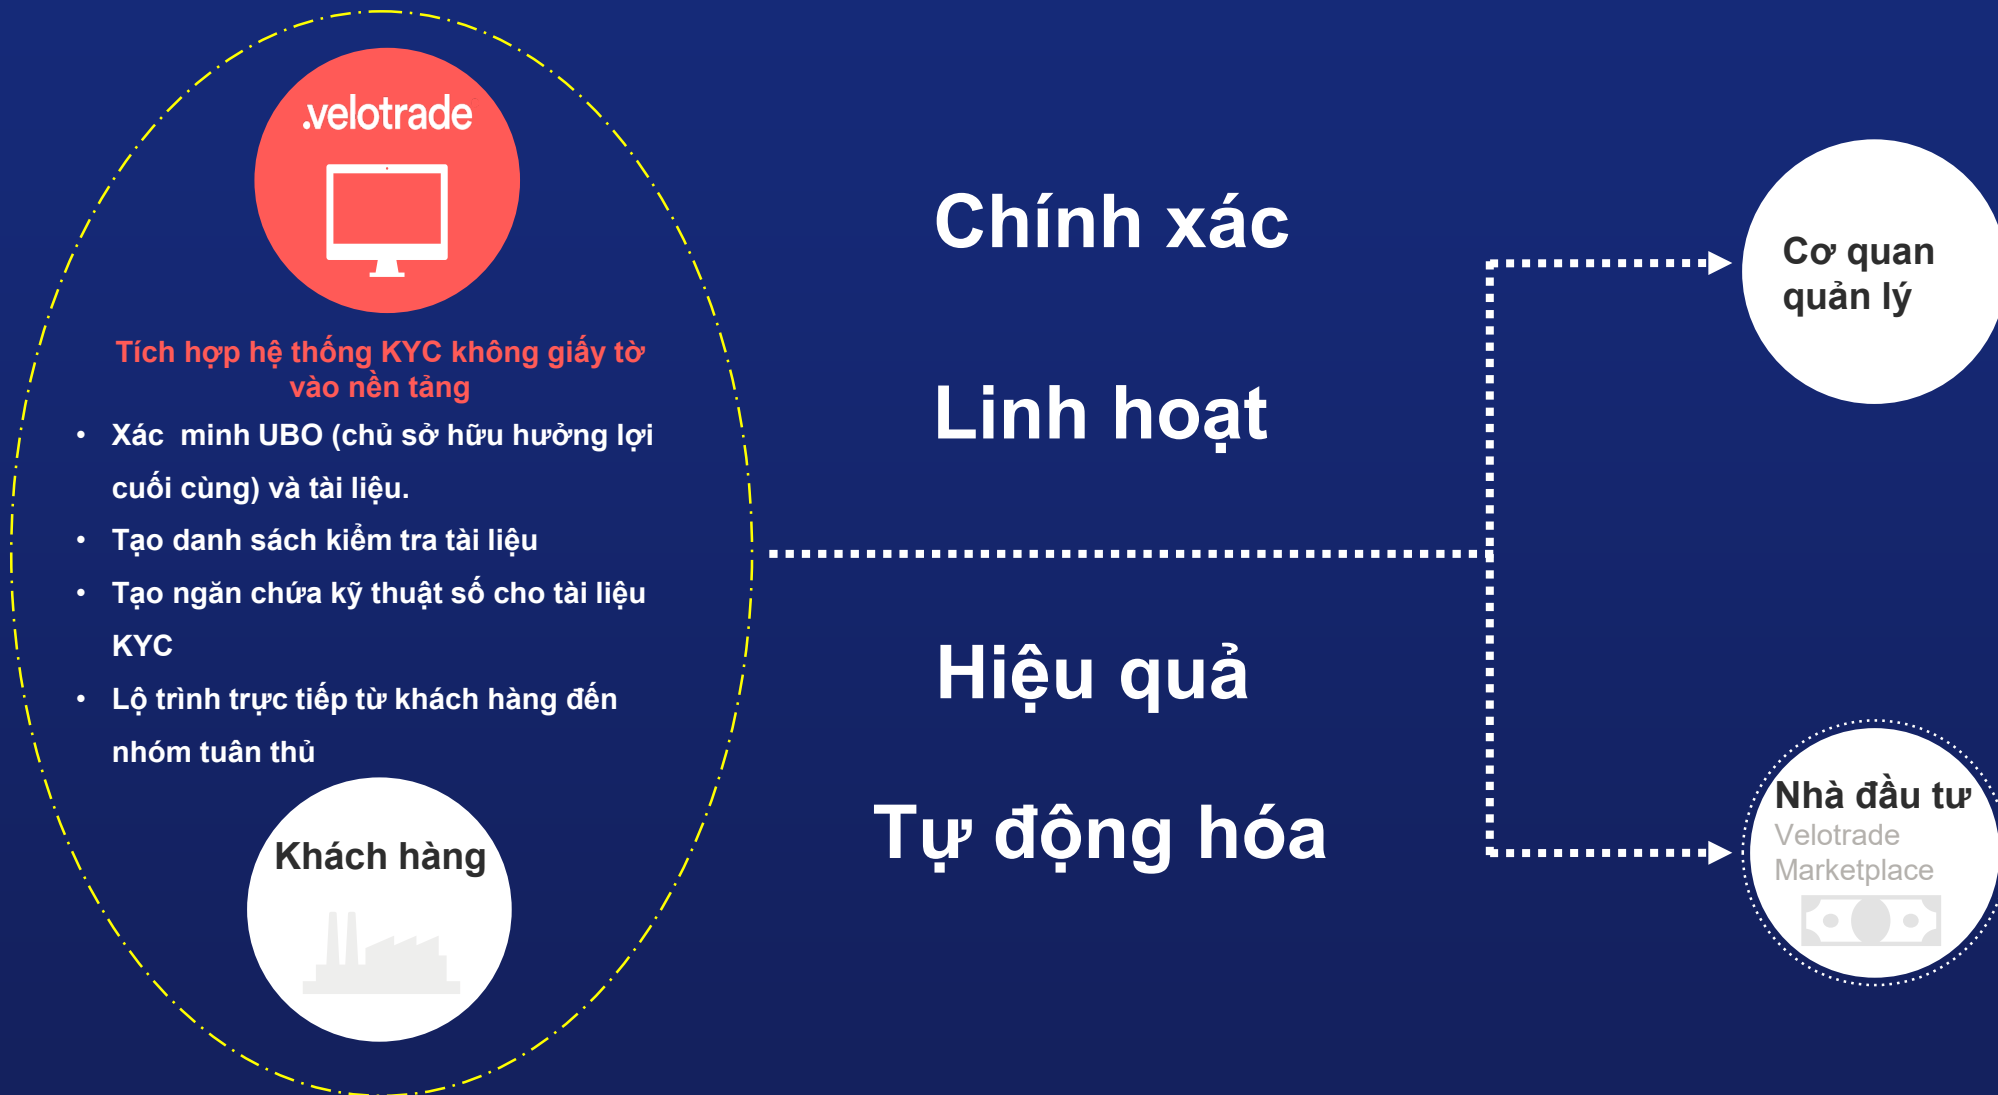 .velotrade
Tích hợp hệ thống KYC không giấy tờ
vào nền tảng
• Xác minh UBO (chủ sở hữu hưởng lợi
cuối cùng) và tài liệu.
• Tạo danh sách kiểm tra tài liệu
• Tạo ngăn chứa kỹ thuật số cho tài liệu
KYC
• Lộ trình trực tiếp từ khách hàng đến
nhóm tuân thủ
Khách hàng
Chính xác
Linh hoạt
Hiệu quả
Tự động hóa
Cơ quan
quản lý
Nhà đầu tư
Velotrade
Marketplace